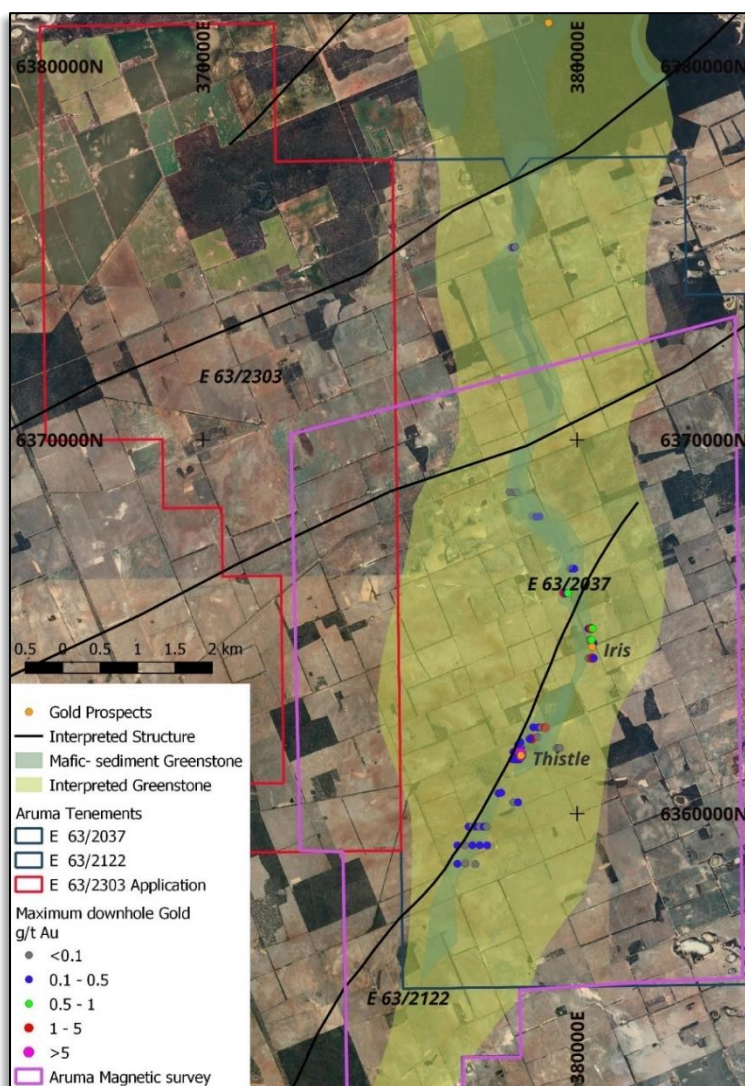 6380000N
370000E
380000E
6380000N
E 63/2303
6370000N
6370000N
E 63/2037
Iris
0.5 0 0.5 1 1.5 2 km
Thistle
Gold Prospects
Interpreted Structure
Mafic- sediment Greenstone
Interpreted Greenstone
Aruma Tenements
E 63/2037
E 63/2122
E 63/2303 Application
Maximum downhole Gold
g/t Au
<0.1
0.1 - 0.5
0.5 - 1
1 - 5
>5
Aruma Magnetic survey
6360000N
E 63/2122
380000E